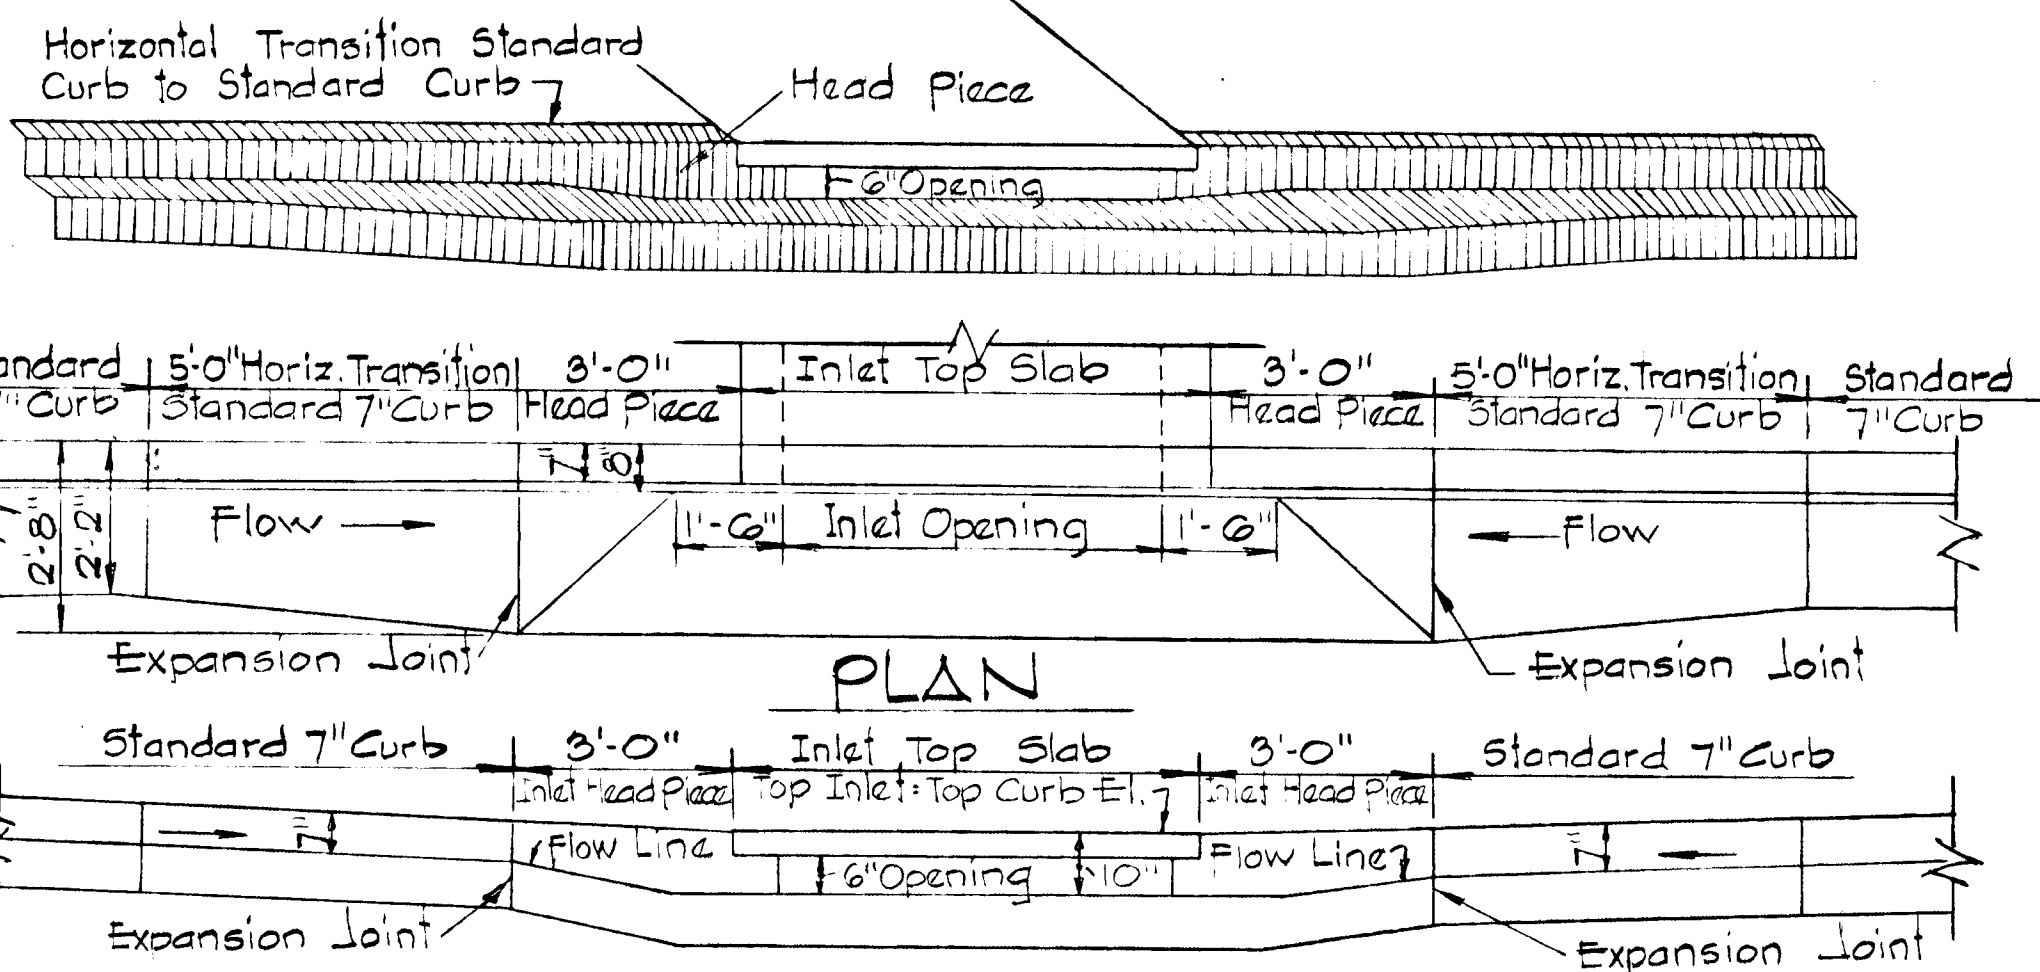 Horizontal Transition Standard
Curb to Standard Curb
Head Piece
6" Opening
5'-0" Horiz. Transition
Standard 7" Curb
3'-0"
Head Piece
Inlet Top Slab
3'-0"
Head Piece
5'-0" Horiz. Transition
Standard 7" Curb
Standard
7" Curb
" Curb
7"
8"
2'-8"
2'-2"
Flow
1'-6"
Inlet Opening
1'-6"
Flow
Expansion Joint
Expansion Joint
PLAN
Standard 7" Curb
3'-0"
Inlet Head Piece
Inlet Top Slab
Top Inlet = Top Curb El.
3'-0"
Inlet Head Piece
Standard 7" Curb
7"
Flow Line
6" Opening
10"
Flow Line
7"
Expansion Joint
Expansion Joint